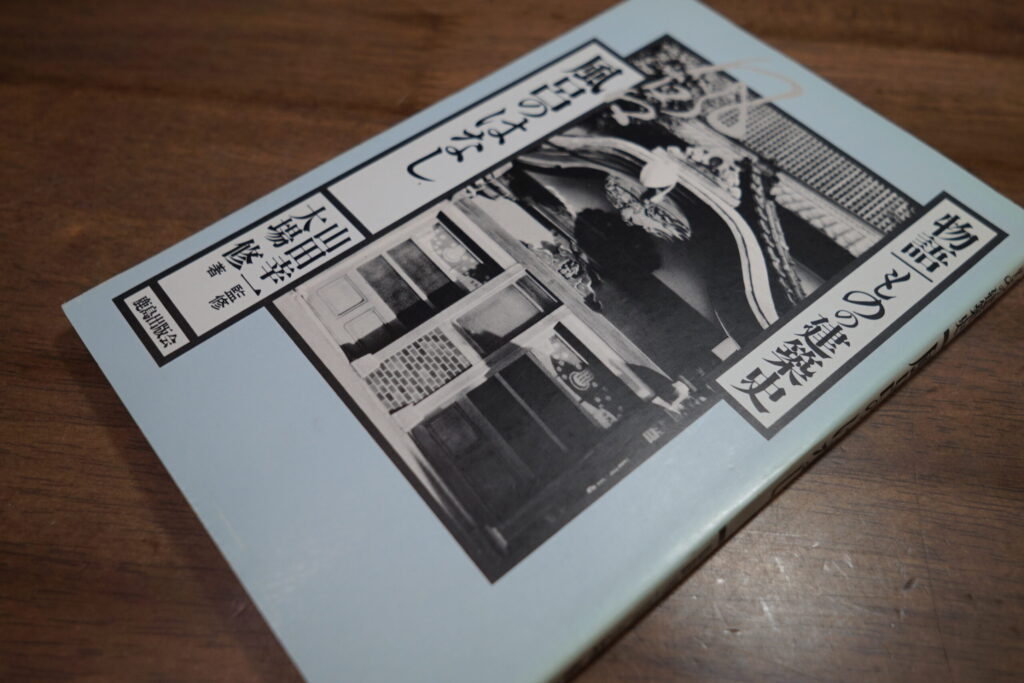 物語／ものの建築史
風呂のはなし
山田幸一 監修
大場 修 著
鹿島出版会